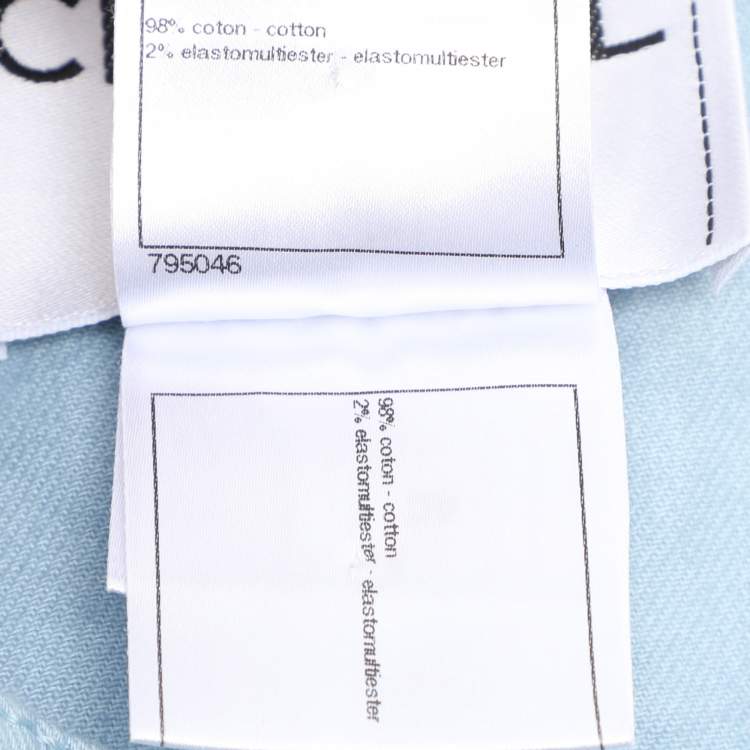 98% coton - cotton
2% elastomultiester - elastomultiester
795046
98% coton - cotton
2% elastomultiester - elastomultiester